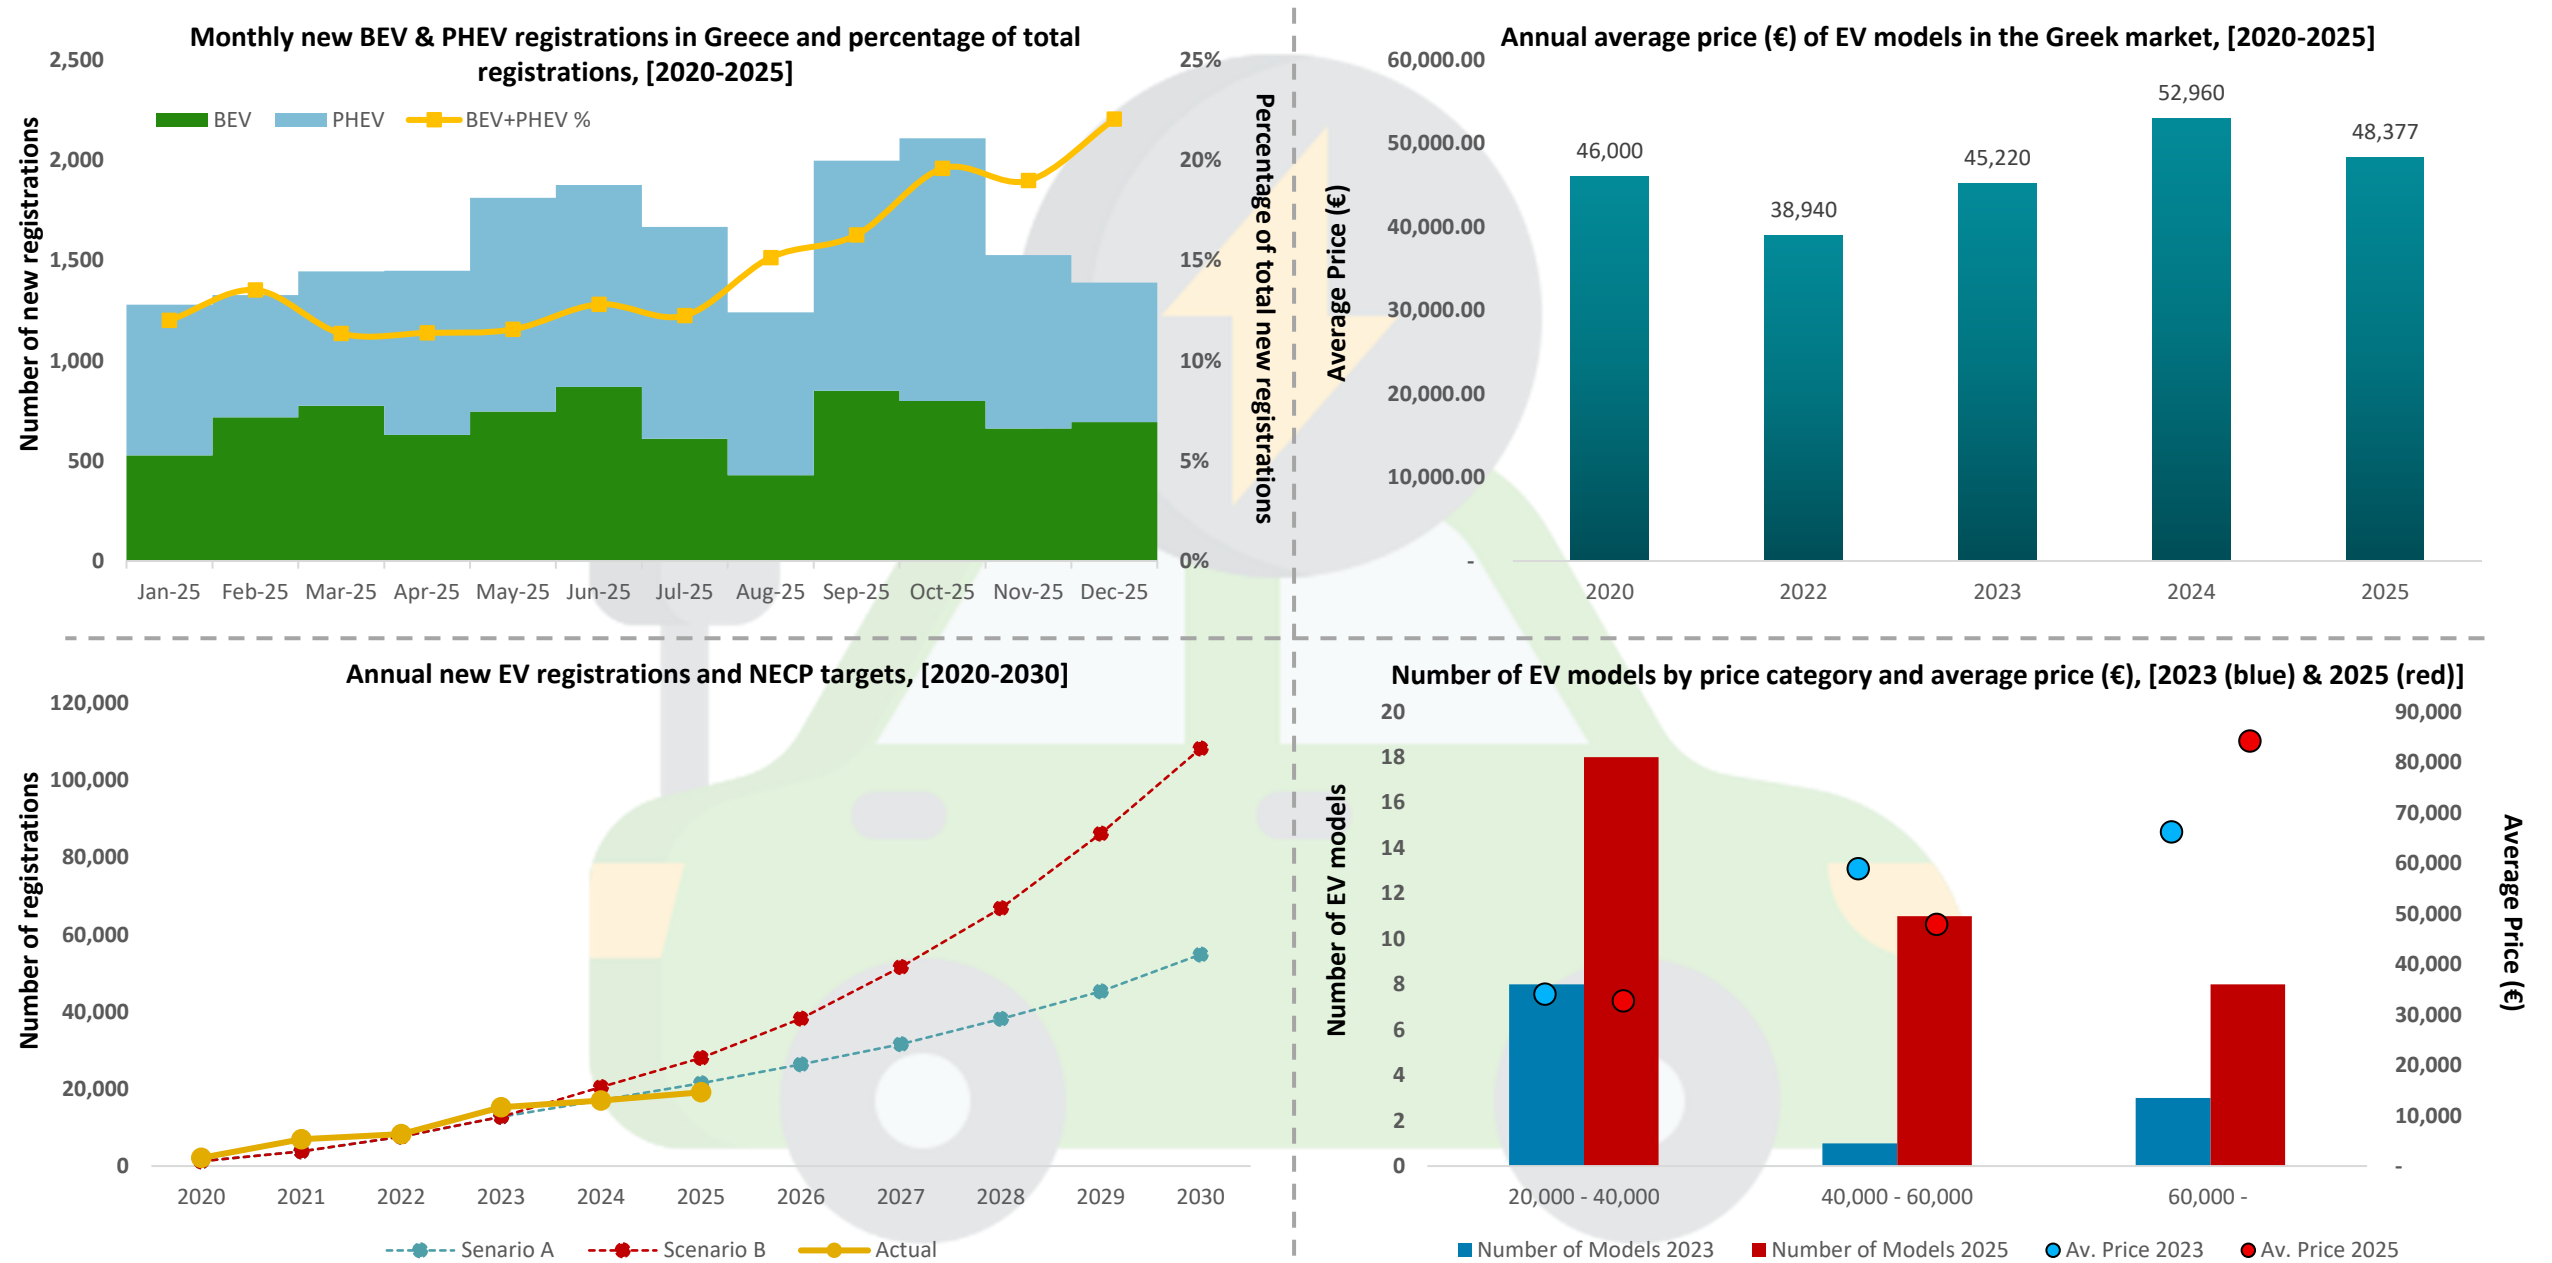 Monthly new BEV & PHEV registrations in Greece and percentage of total
registrations, [2020-2025]
BEV
PHEV
BEV+PHEV %
Number of new registrations
2,500
2,000
1,500
1,000
500
0
25%
20%
15%
10%
5%
0%
Percentage of total new registrations
Jan-25 Feb-25 Mar-25 Apr-25 May-25 Jun-25 Jul-25 Aug-25 Sep-25 Oct-25 Nov-25 Dec-25
Annual average price (€) of EV models in the Greek market, [2020-2025]
Average Price (€)
60,000.00
50,000.00
40,000.00
30,000.00
20,000.00
10,000.00
-
46,000
38,940
45,220
52,960
48,377
2020 2022 2023 2024 2025
Annual new EV registrations and NECP targets, [2020-2030]
Number of registrations
120,000
100,000
80,000
60,000
40,000
20,000
0
2020 2021 2022 2023 2024 2025 2026 2027 2028 2029 2030
Senario A
Scenario B
Actual
Number of EV models by price category and average price (€), [2023 (blue) & 2025 (red)]
Number of EV models
20
18
16
14
12
10
8
6
4
2
0
90,000
80,000
70,000
60,000
50,000
40,000
30,000
20,000
10,000
-
Average Price (€)
20,000 - 40,000
40,000 - 60,000
60,000 -
Number of Models 2023
Number of Models 2025
Av. Price 2023
Av. Price 2025